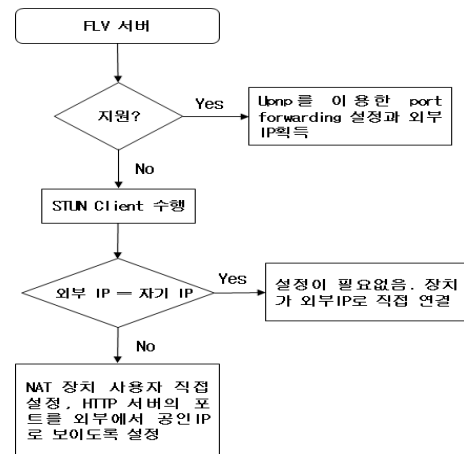 FLV 서버
지원?
Yes
Upnp를 이용한 port
forwarding 설정과 외부
IP획득
No
STUN Client 수행
외부 IP = 자기 IP
Yes
설정이 필요없음. 장치
가 외부IP로 직접 연결
No
NAT 장치 사용자 직접
설정, HTTP 서버의 포
트를 외부에서 공인IP
로 보이도록 설정